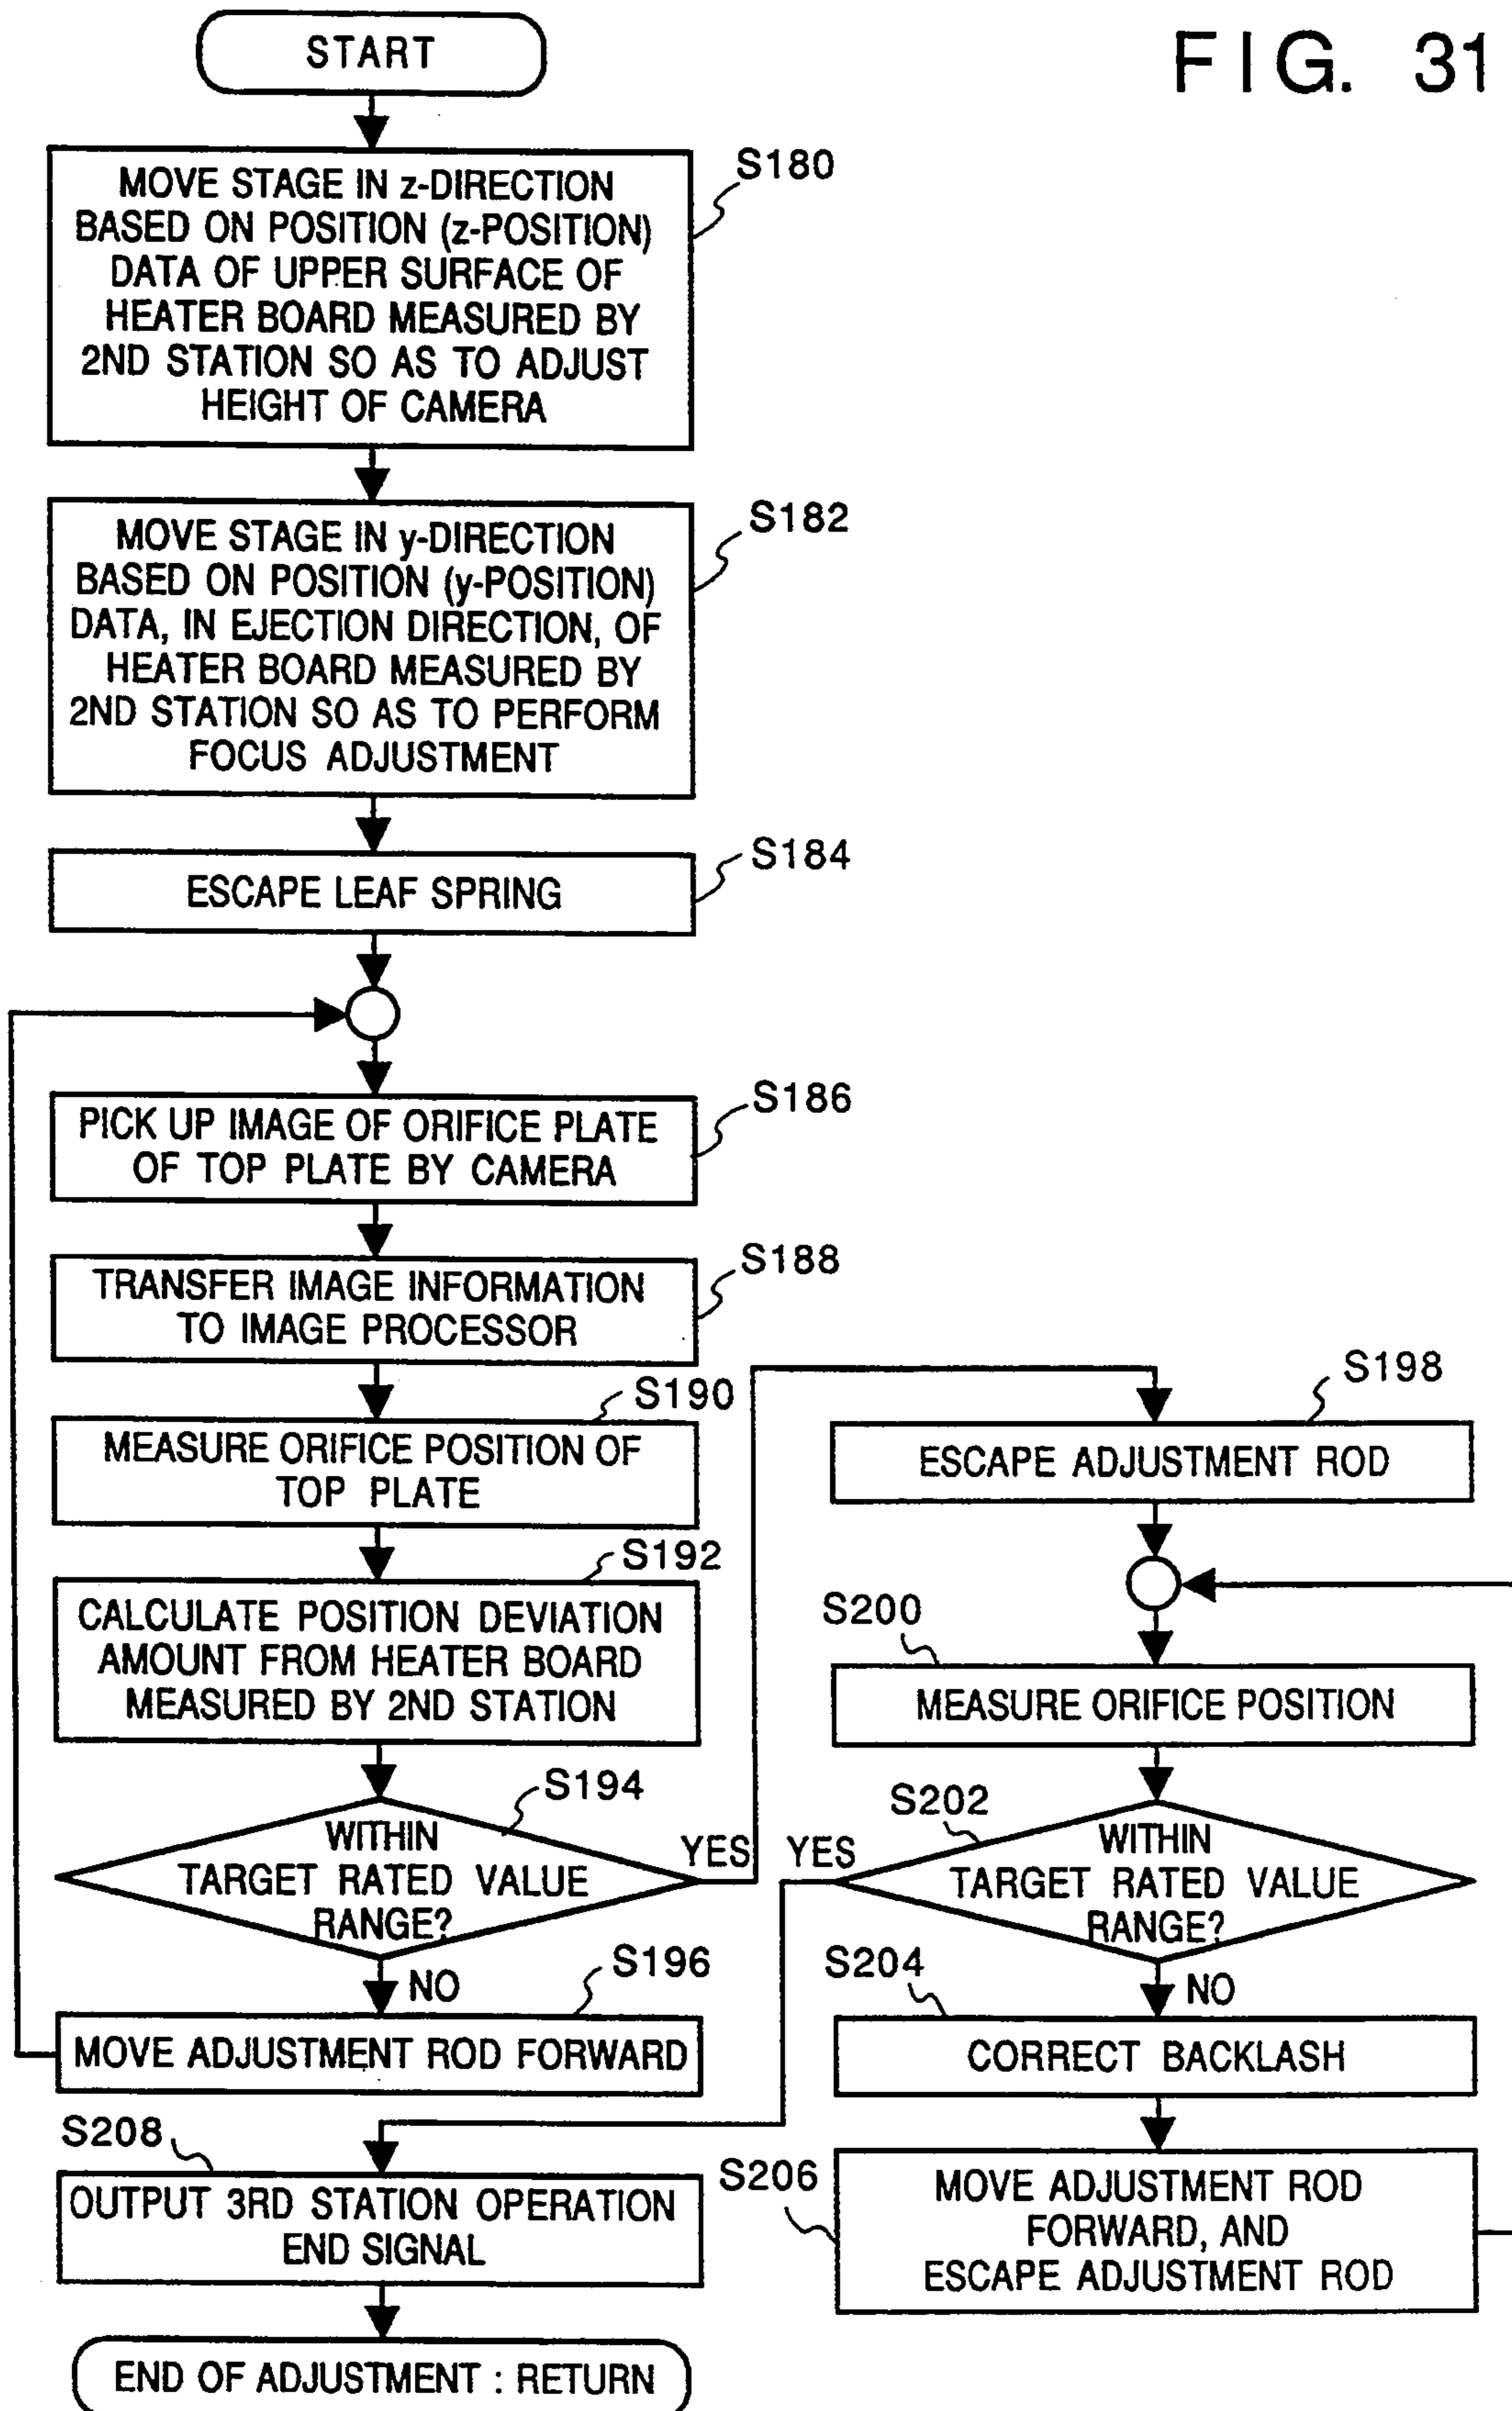 FIG. 31
START
S180
MOVE STAGE IN z-DIRECTION
BASED ON POSITION (z-POSITION)
DATA OF UPPER SURFACE OF
HEATER BOARD MEASURED BY
2ND STATION SO AS TO ADJUST
HEIGHT OF CAMERA
S182
MOVE STAGE IN y-DIRECTION
BASED ON POSITION (y-POSITION)
DATA, IN EJECTION DIRECTION, OF
HEATER BOARD MEASURED BY
2ND STATION SO AS TO PERFORM
FOCUS ADJUSTMENT
S184
ESCAPE LEAF SPRING
S186
PICK UP IMAGE OF ORIFICE PLATE
OF TOP PLATE BY CAMERA
S188
TRANSFER IMAGE INFORMATION
TO IMAGE PROCESSOR
S190
MEASURE ORIFICE POSITION OF
TOP PLATE
S192
CALCULATE POSITION DEVIATION
AMOUNT FROM HEATER BOARD
MEASURED BY 2ND STATION
S194
WITHIN
TARGET RATED VALUE
RANGE?
YES
NO
S196
MOVE ADJUSTMENT ROD FORWARD
S198
ESCAPE ADJUSTMENT ROD
S200
MEASURE ORIFICE POSITION
S202
WITHIN
TARGET RATED VALUE
RANGE?
YES
NO
S204
CORRECT BACKLASH
S206
MOVE ADJUSTMENT ROD
FORWARD, AND
ESCAPE ADJUSTMENT ROD
S208
OUTPUT 3RD STATION OPERATION
END SIGNAL
END OF ADJUSTMENT : RETURN